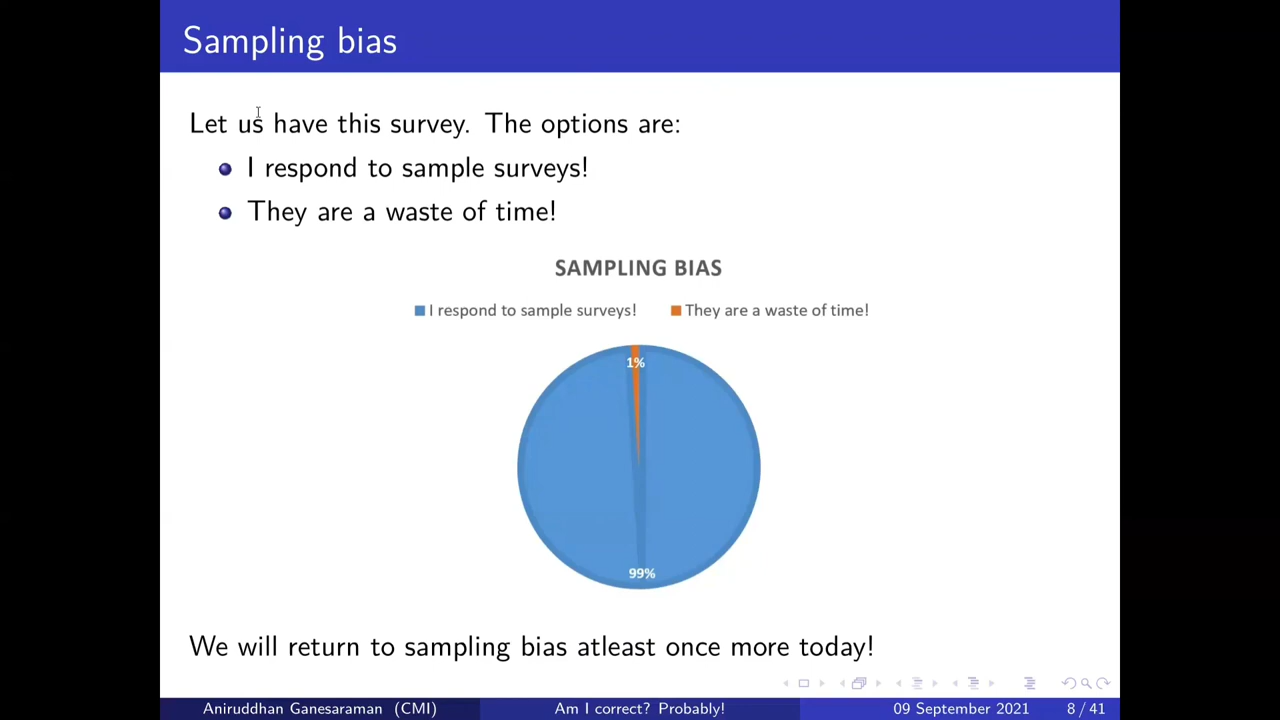 Sampling bias
Let us have this survey. The options are:
I respond to sample surveys!
They are a waste of time!
SAMPLING BIAS
I respond to sample surveys! They are a waste of time!
1%
99%
We will return to sampling bias atleast once more today!
Aniruddhan Ganesaraman (CMI) Am I correct? Probably! 09 September 2021 8 / 41